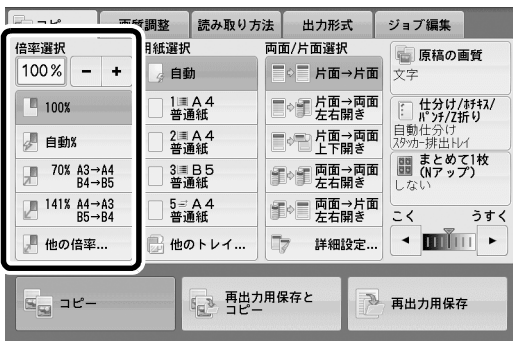 コピー
画質調整
読み取り方法
出力形式
ジョブ編集
倍率選択
100%
-
+
100%
自動%
70% A3→A4
B4→B5
141% A4→A3
B5→B4
他の倍率...
用紙選択
自動
1 A4
普通紙
2 A4
普通紙
3 B5
普通紙
5 A4
普通紙
他のトレイ...
両面/片面選択
片面→片面
片面→両面
左右開き
片面→両面
上下開き
両面→両面
左右開き
両面→片面
左右開き
詳細設定...
原稿の画質
文字
仕分け/ホチキス/
パンチ/Z折り
自動仕分け
スタッカー排出トレイ
まとめて1枚
(Nアップ)
しない
こく うすく
コピー
再出力用保存と
コピー
再出力用保存